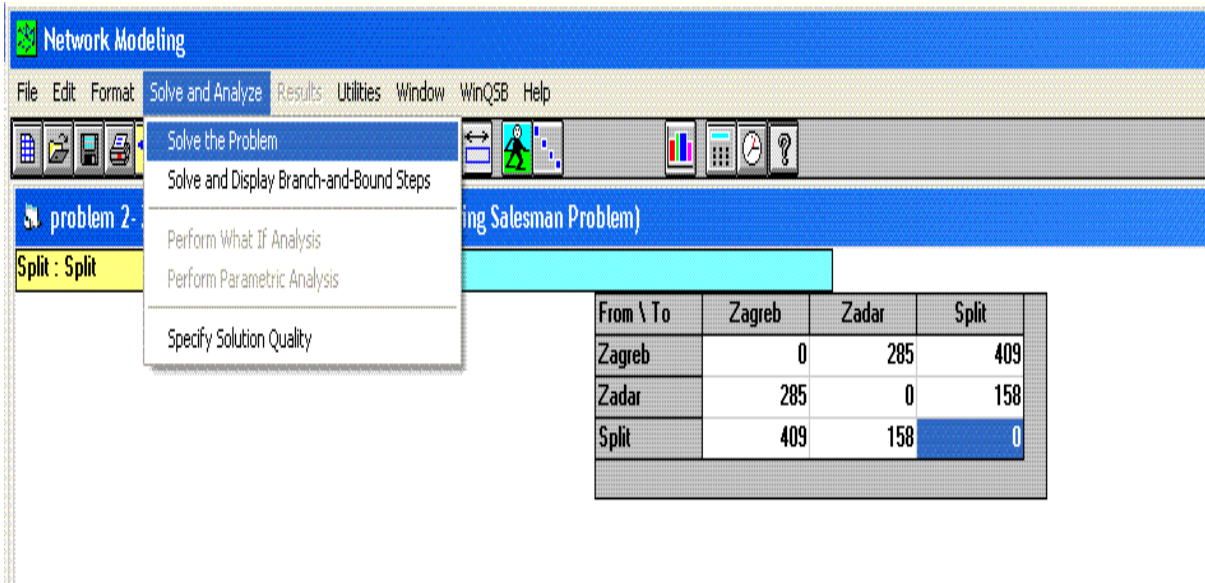 Network Modeling
File Edit Format Solve and Analyze Results Utilities Window WinQSB Help
Solve the Problem
Solve and Display Branch-and-Bound Steps
Perform What If Analysis
Perform Parametric Analysis
Specify Solution Quality
problem 2- ing Salesman Problem)
Split : Split
From \ To Zagreb Zadar Split
Zagreb 0 285 409
Zadar 285 0 158
Split 409 158 0